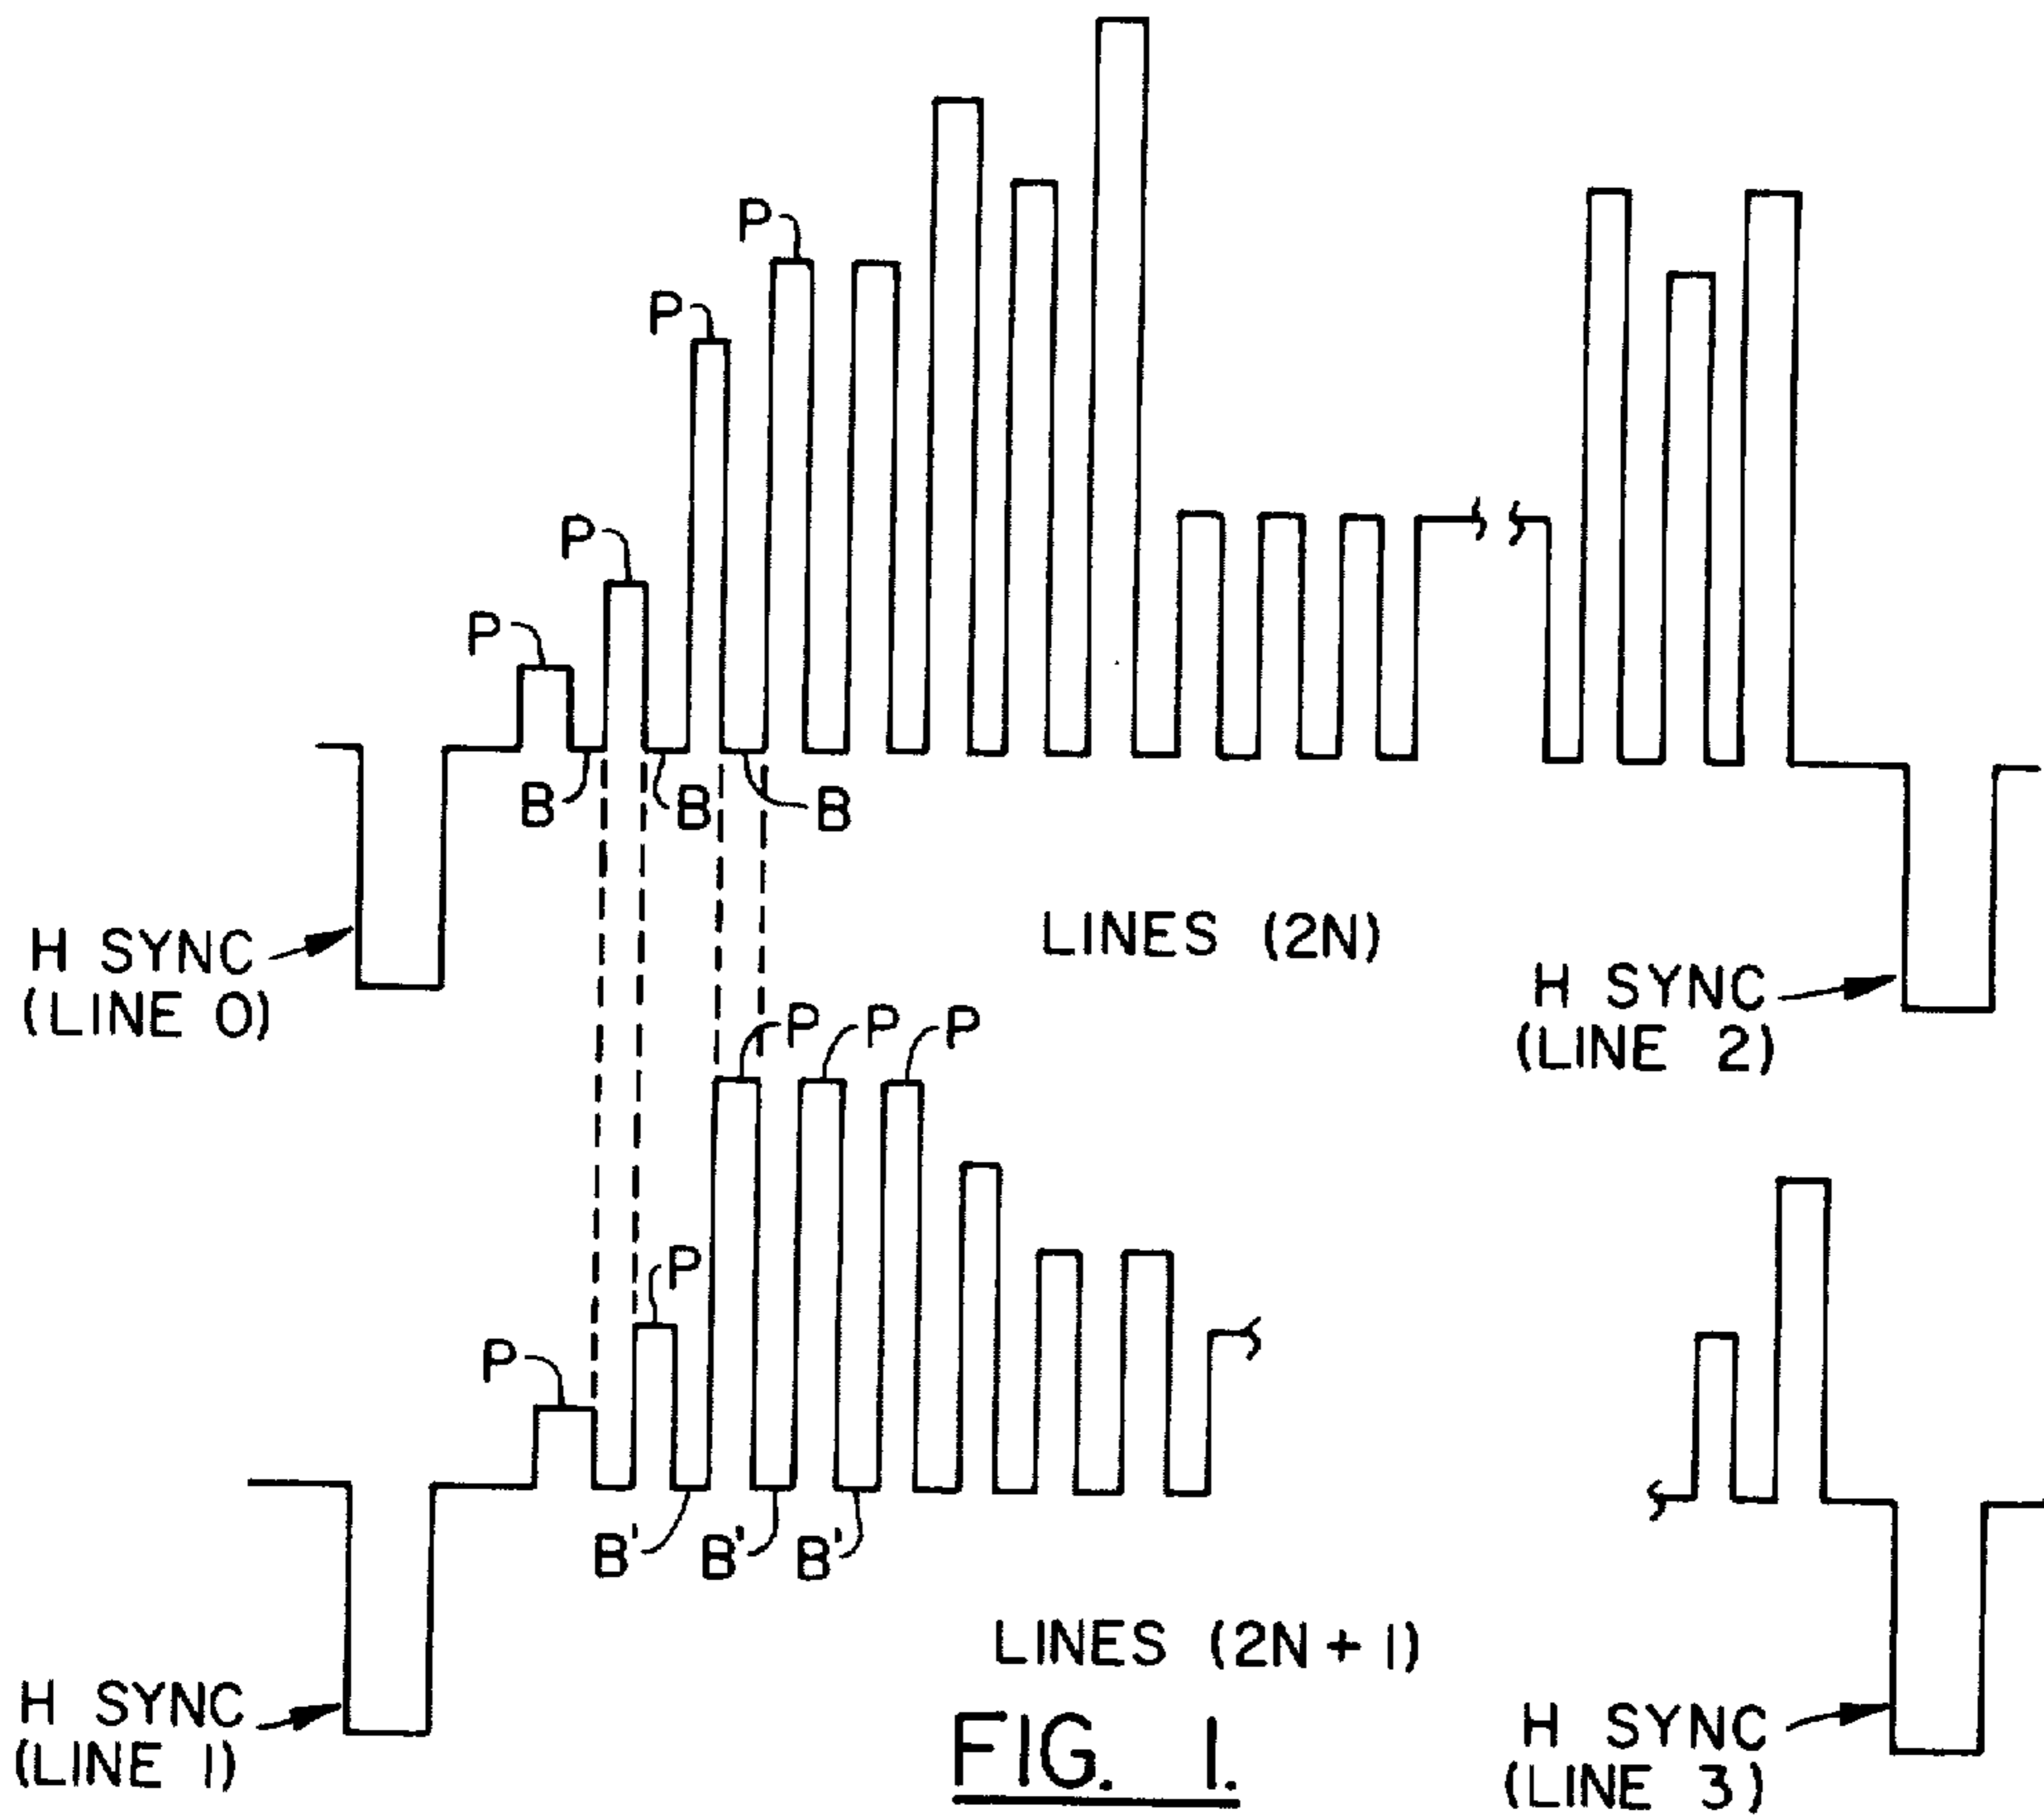 P
P
P
P
B
B
B
H SYNC
(LINE 0)
LINES (2N)
H SYNC
(LINE 2)
P
P
P
P
P
B'
B'
B'
LINES (2N + 1)
H SYNC
(LINE 1)
H SYNC
(LINE 3)
FIG. 1.